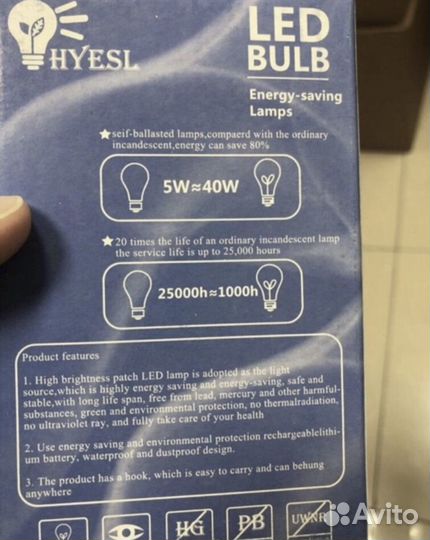 HYESL
LED
BULB
Energy-saving
Lamps
★seif-ballasted lamps,compaerd with the ordinary
incandescent,energy can save 80%
5W≈40W
★20 times the life of an ordinary incandescent lamp
the service life is up to 25,000 hours
25000h≈1000h
Product features
1. High brightness patch LED lamp is adopted as the light
source,which is highly energy saving and energy-saving, safe and
stable,with long life span, free from lead, mercury and other harmful-
substances, green and environmental protection, no thermalradiation,
no ultraviolet ray, and fully take care of your health
2. Use energy saving and environmental protection rechargeablelithi-
um battery, waterproof and dustproof design.
3. The product has a hook, which is easy to carry and can behung
anywhere
HG PB
Avito